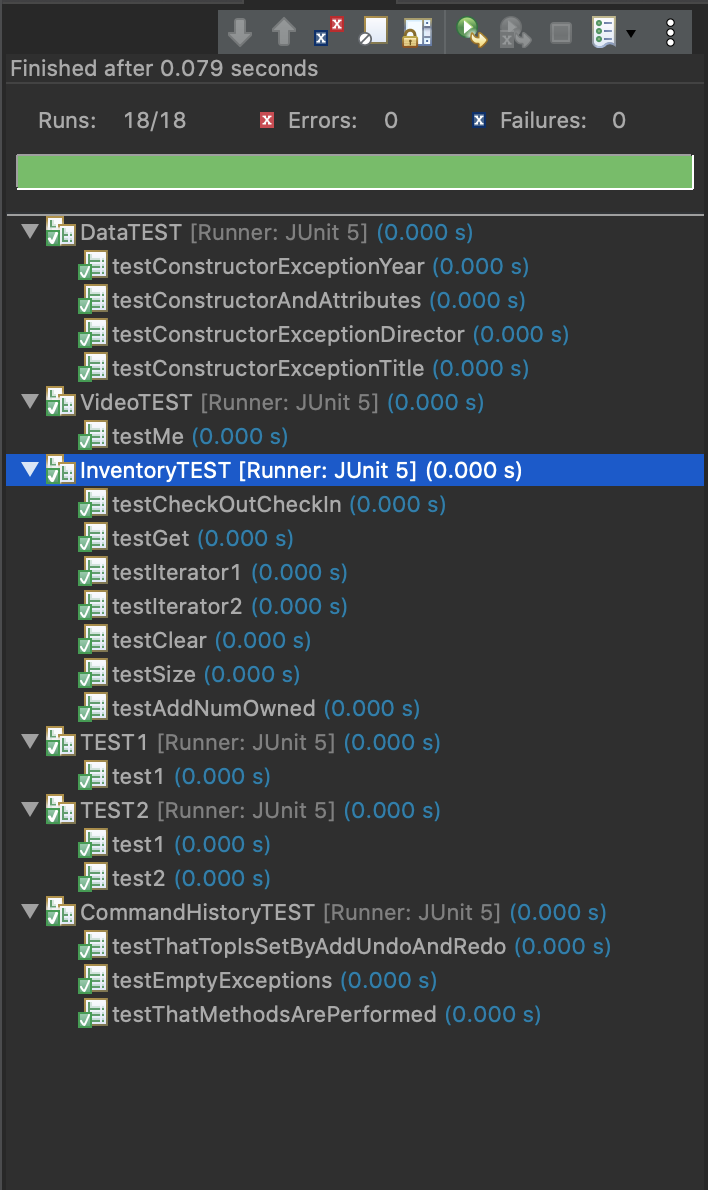 Finished after 0.079 seconds
Runs: 18/18 Errors: 0 Failures: 0
DataTEST [Runner: JUnit 5] (0.000 s)
testConstructorExceptionYear (0.000 s)
testConstructorAndAttributes (0.000 s)
testConstructorExceptionDirector (0.000 s)
testConstructorExceptionTitle (0.000 s)
VideoTEST [Runner: JUnit 5] (0.000 s)
testMe (0.000 s)
InventoryTEST [Runner: JUnit 5] (0.000 s)
testCheckOutCheckIn (0.000 s)
testGet (0.000 s)
testIterator1 (0.000 s)
testIterator2 (0.000 s)
testClear (0.000 s)
testSize (0.000 s)
testAddNumOwned (0.000 s)
TEST1 [Runner: JUnit 5] (0.000 s)
test1 (0.000 s)
TEST2 [Runner: JUnit 5] (0.000 s)
test1 (0.000 s)
test2 (0.000 s)
CommandHistoryTEST [Runner: JUnit 5] (0.000 s)
testThatTopIsSetByAddUndoAndRedo (0.000 s)
testEmptyExceptions (0.000 s)
testThatMethodsArePerformed (0.000 s)